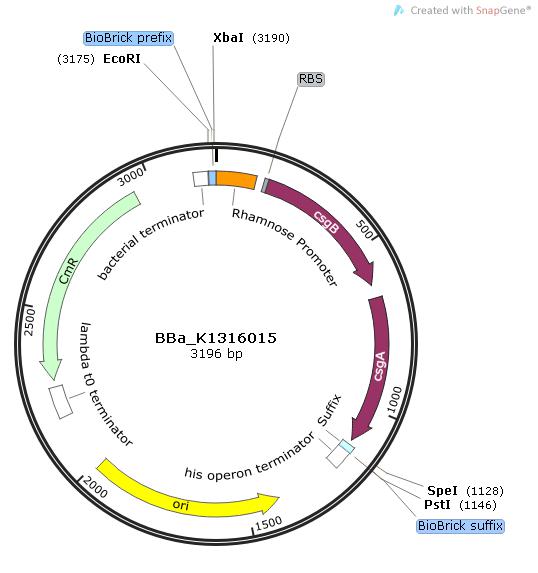 Created with SnapGene®
BioBrick prefix
XbaI (3190)
(3175) EcoRI
RBS
3000
500
csgB
bacterial terminator
Rhamnose Promoter
CmR
2500
BBa_K1316015
3196 bp
csgA
1000
lambda t0 terminator
Suffix
his operon terminator
2000
ori
1500
SpeI (1128)
PstI (1146)
BioBrick suffix